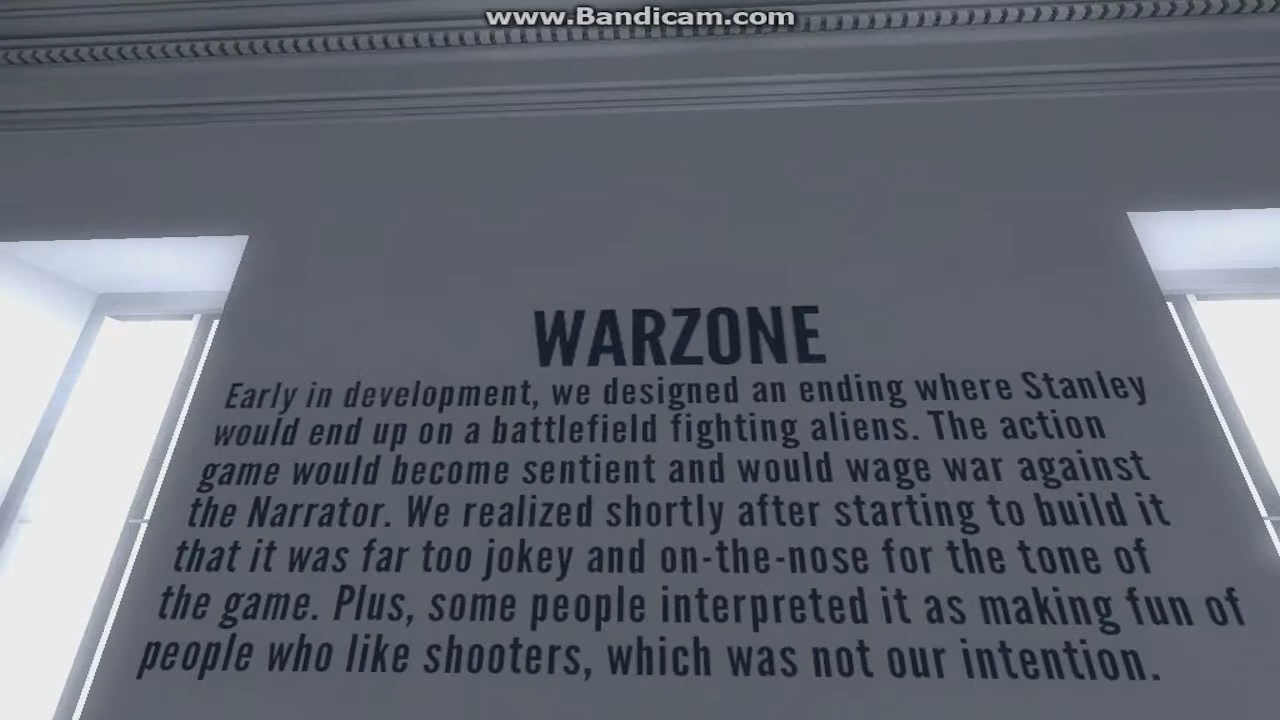 www.Bandicam.com
WARZONE
Early in development, we designed an ending where Stanley
would end up on a battlefield fighting aliens. The action
game would become sentient and would wage war against
the Narrator. We realized shortly after starting to build it
that it was far too jokey and on-the-nose for the tone of
the game. Plus, some people interpreted it as making fun of
people who like shooters, which was not our intention.